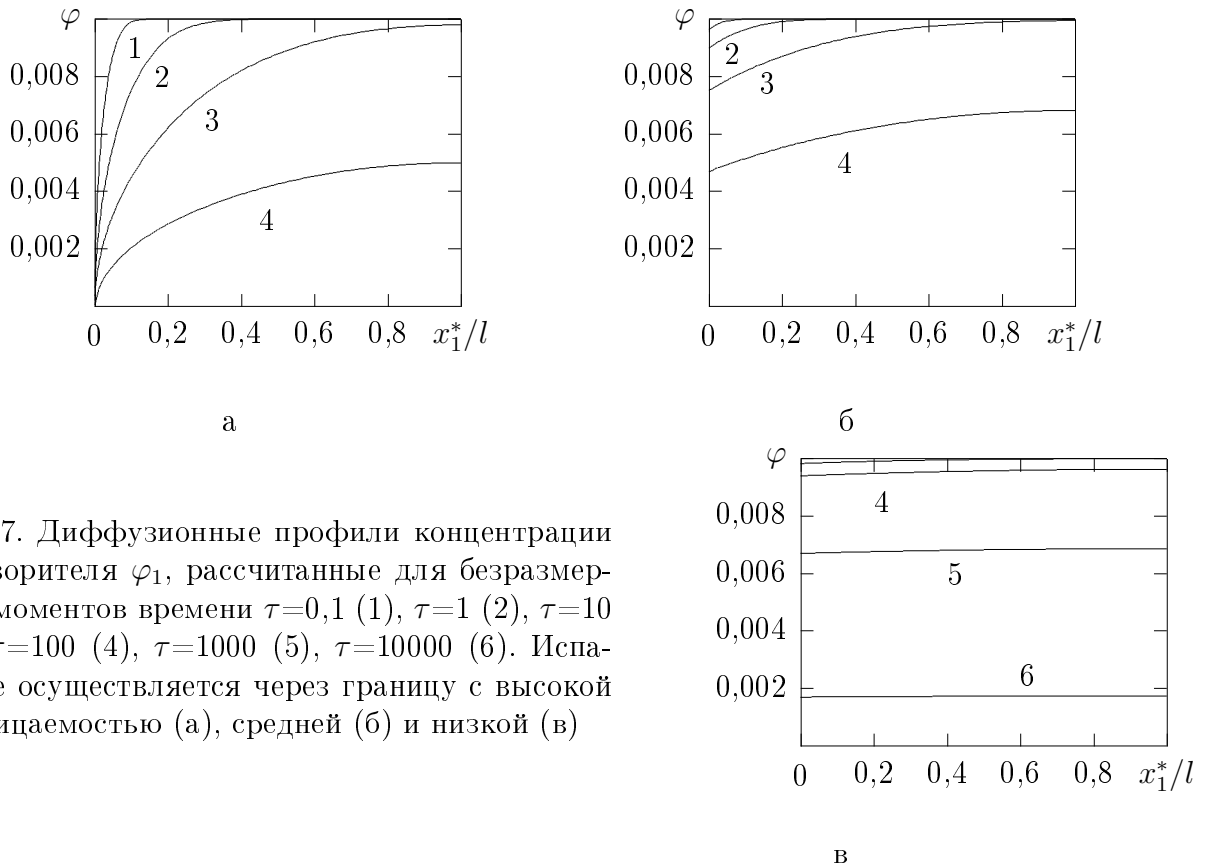 φ
0,008
0,006
0,004
0,002
1
2
3
4
0 0,2 0,4 0,6 0,8 x₁*/l
а
φ
0,008
0,006
0,004
0,002
2
3
4
0 0,2 0,4 0,6 0,8 x₁*/l
б
7. Диффузионные профили концентрации
ворителя φ₁, рассчитанные для безразмер-
моментов времени τ=0,1 (1), τ=1 (2), τ=10
τ=100 (4), τ=1000 (5), τ=10000 (6). Испа-
е осуществляется через границу с высокой
ицаемостью (а), средней (б) и низкой (в)
φ
0,008
0,006
0,004
0,002
4
5
6
0 0,2 0,4 0,6 0,8 x₁*/l
в